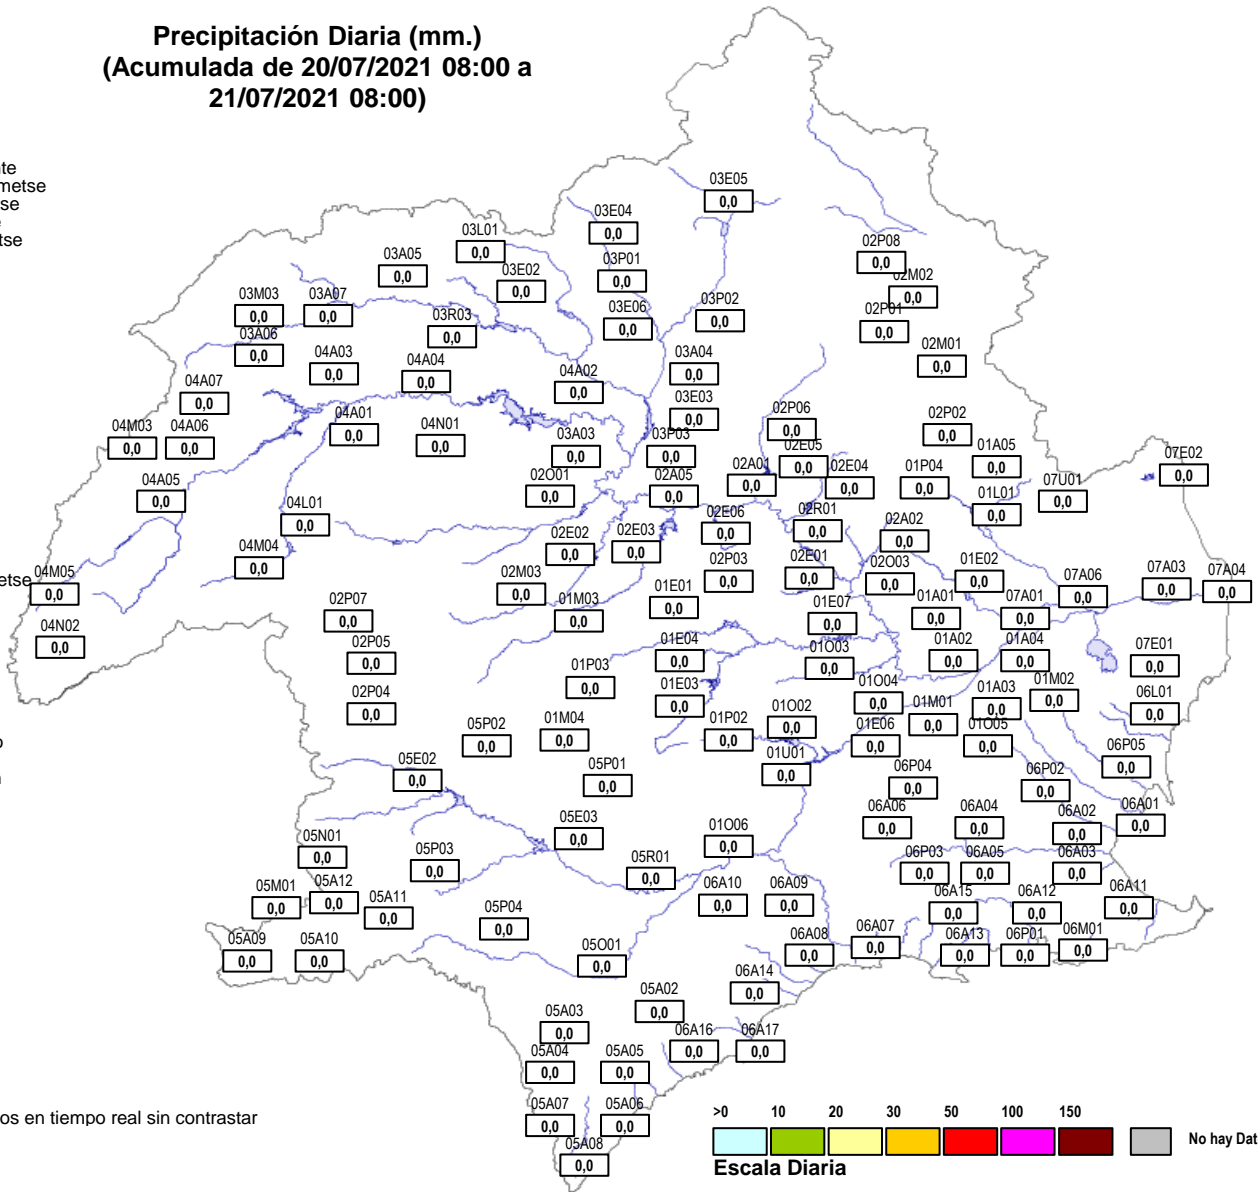 Precipitación Diaria (mm.)
(Acumulada de 20/07/2021 08:00 a
21/07/2021 08:00)
03E05
0,0
03E04
0,0
03L01
0,0
03A05
0,0
03P01
0,0
03E02
0,0
02P08
0,0
02M02
0,0
03M03
0,0
03A07
0,0
03R03
0,0
03E06
0,0
03P02
0,0
02P01
0,0
03A06
0,0
04A03
0,0
04A04
0,0
04A02
0,0
03A04
0,0
02M01
0,0
04A07
0,0
03E03
0,0
04M03
0,0
04A06
0,0
04A01
0,0
04N01
0,0
03A03
0,0
03P03
0,0
02P06
0,0
02E05
0,0
02P02
0,0
01A05
0,0
07E02
0,0
04A05
0,0
02O01
0,0
02A05
0,0
02A01
0,0
02E04
0,0
01P04
0,0
01L01
0,0
07U01
0,0
04L01
0,0
02E06
0,0
02R01
0,0
02A02
0,0
04M04
0,0
02E02
0,0
02E03
0,0
metse
04M05
0,0
02M03
0,0
02P03
0,0
02E01
0,0
02O03
0,0
01E02
0,0
07A06
0,0
07A03
0,0
07A04
0,0
02P07
0,0
01M03
0,0
01E01
0,0
01E07
0,0
01A01
0,0
07A01
0,0
04N02
0,0
02P05
0,0
01E04
0,0
01O03
0,0
01A02
0,0
01A04
0,0
07E01
0,0
02P04
0,0
01P03
0,0
01E03
0,0
01O04
0,0
01M01
0,0
01A03
0,0
01M02
0,0
06L01
0,0
05P02
0,0
01M04
0,0
01P02
0,0
01O02
0,0
01E06
0,0
01O05
0,0
05E02
0,0
05P01
0,0
01U01
0,0
06P04
0,0
06P02
0,0
06P05
0,0
05E03
0,0
01O06
0,0
06A06
0,0
06A04
0,0
06A02
0,0
06A01
0,0
05N01
0,0
05P03
0,0
05R01
0,0
06P03
0,0
06A05
0,0
06A03
0,0
05M01
0,0
05A12
0,0
05A11
0,0
05P04
0,0
06A10
0,0
06A09
0,0
06A15
0,0
06A12
0,0
06A11
0,0
05A09
0,0
05A10
0,0
05O01
0,0
06A08
0,0
06A07
0,0
06A13
0,0
06P01
0,0
06M01
0,0
06A14
0,0
05A02
0,0
05A03
0,0
06A16
0,0
06A17
0,0
05A04
0,0
05A05
0,0
05A07
0,0
05A06
0,0
05A08
0,0
os en tiempo real sin contrastar
>0 10 20 30 50 100 150
No hay Dat
Escala Diaria